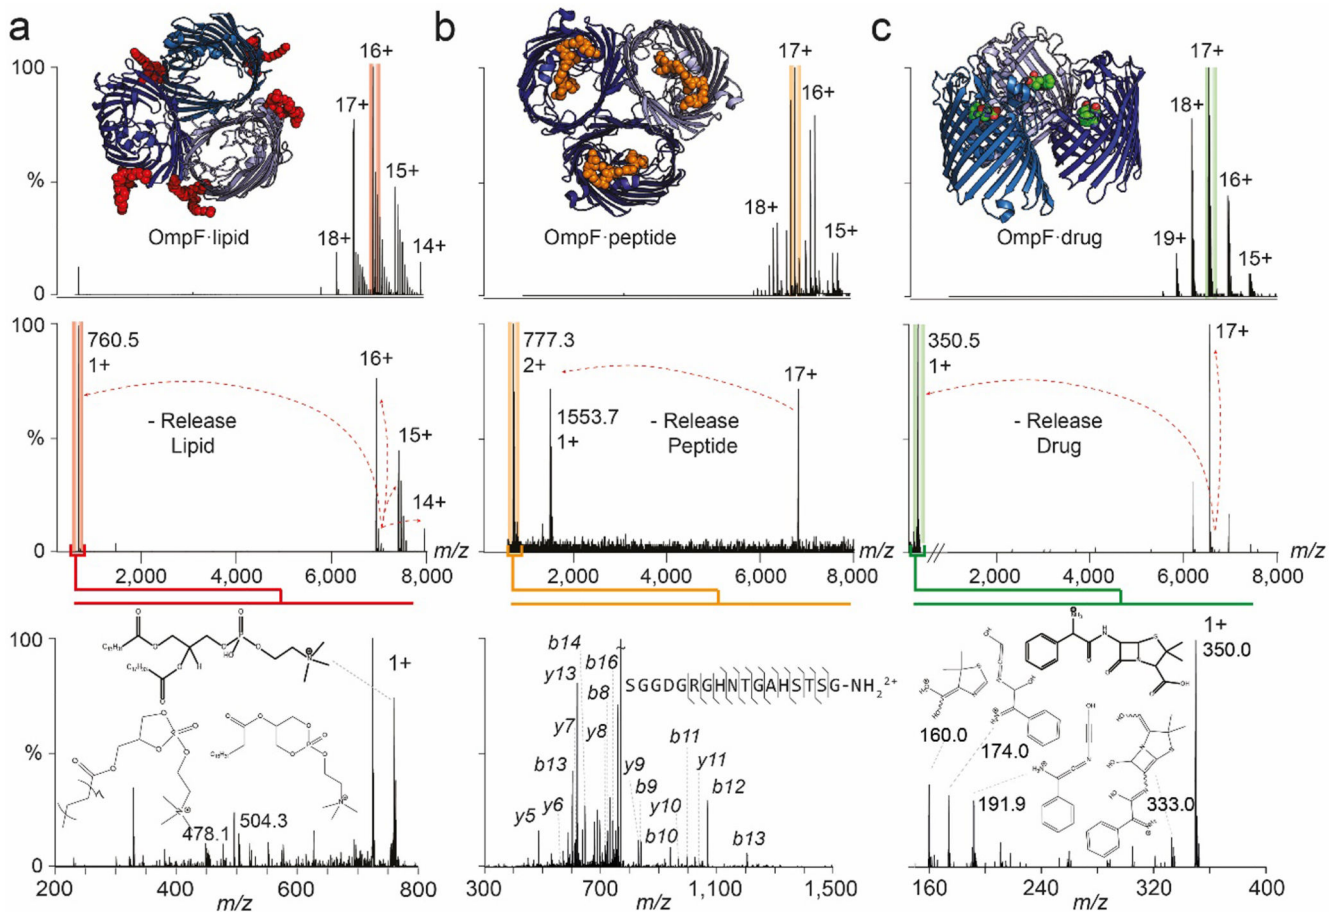 a
b
c
100
%
0
16+
17+
15+
18+
14+
OmpF·lipid
17+
16+
18+
15+
OmpF·peptide
17+
18+
16+
19+
15+
OmpF·drug
100
%
0
760.5
1+
16+
15+
14+
- Release
Lipid
m/z
2,000 4,000 6,000 8,000
777.3
2+
1553.7
1+
17+
- Release
Peptide
m/z
2,000 4,000 6,000 8,000
350.5
1+
17+
- Release
Drug
m/z
2,000 4,000 6,000 8,000
100
%
0
1+
478.1
504.3
200 400 600 800
m/z
b14
y13
b16
b8
y7
y8
b13
y6
y5
y9
b9
y10
b10
b11
y11
b12
b13
SGGDGRGHNTGAHSTSG-NH₂²⁺
300 700 1,100 1,500
m/z
1+
350.0
160.0
174.0
191.9
333.0
160 240 320 400
m/z